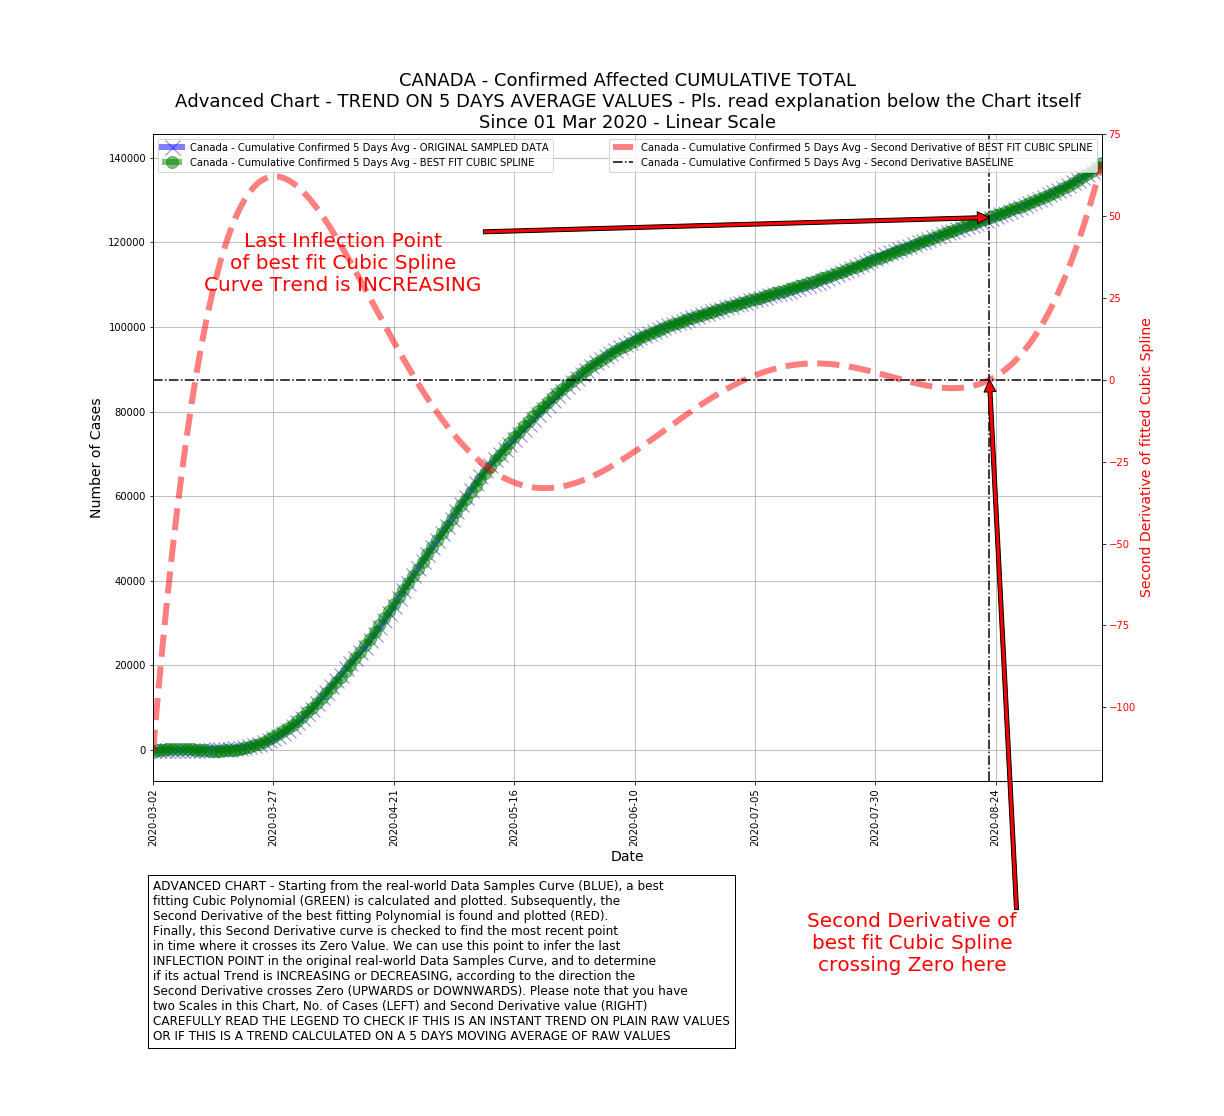 CANADA - Confirmed Affected CUMULATIVE TOTAL
Advanced Chart - TREND ON 5 DAYS AVERAGE VALUES - Pls. read explanation below the Chart itself
Since 01 Mar 2020 - Linear Scale
Canada - Cumulative Confirmed 5 Days Avg - ORIGINAL SAMPLED DATA
Canada - Cumulative Confirmed 5 Days Avg - BEST FIT CUBIC SPLINE
Canada - Cumulative Confirmed 5 Days Avg - Second Derivative of BEST FIT CUBIC SPLINE
Canada - Cumulative Confirmed 5 Days Avg - Second Derivative BASELINE
Last Inflection Point
of best fit Cubic Spline
Curve Trend is INCREASING
Number of Cases
140000
120000
100000
80000
60000
40000
20000
0
75
50
25
0
−25
−50
−75
−100
Second Derivative of fitted Cubic Spline
2020-03-02
2020-03-27
2020-04-21
2020-05-16
2020-06-10
2020-07-05
2020-07-30
2020-08-24
Date
ADVANCED CHART - Starting from the real-world Data Samples Curve (BLUE), a best
fitting Cubic Polynomial (GREEN) is calculated and plotted. Subsequently, the
Second Derivative of the best fitting Polynomial is found and plotted (RED).
Finally, this Second Derivative curve is checked to find the most recent point
in time where it crosses its Zero Value. We can use this point to infer the last
INFLECTION POINT in the original real-world Data Samples Curve, and to determine
if its actual Trend is INCREASING or DECREASING, according to the direction the
Second Derivative crosses Zero (UPWARDS or DOWNWARDS). Please note that you have
two Scales in this Chart, No. of Cases (LEFT) and Second Derivative value (RIGHT)
CAREFULLY READ THE LEGEND TO CHECK IF THIS IS AN INSTANT TREND ON PLAIN RAW VALUES
OR IF THIS IS A TREND CALCULATED ON A 5 DAYS MOVING AVERAGE OF RAW VALUES
Second Derivative of
best fit Cubic Spline
crossing Zero here